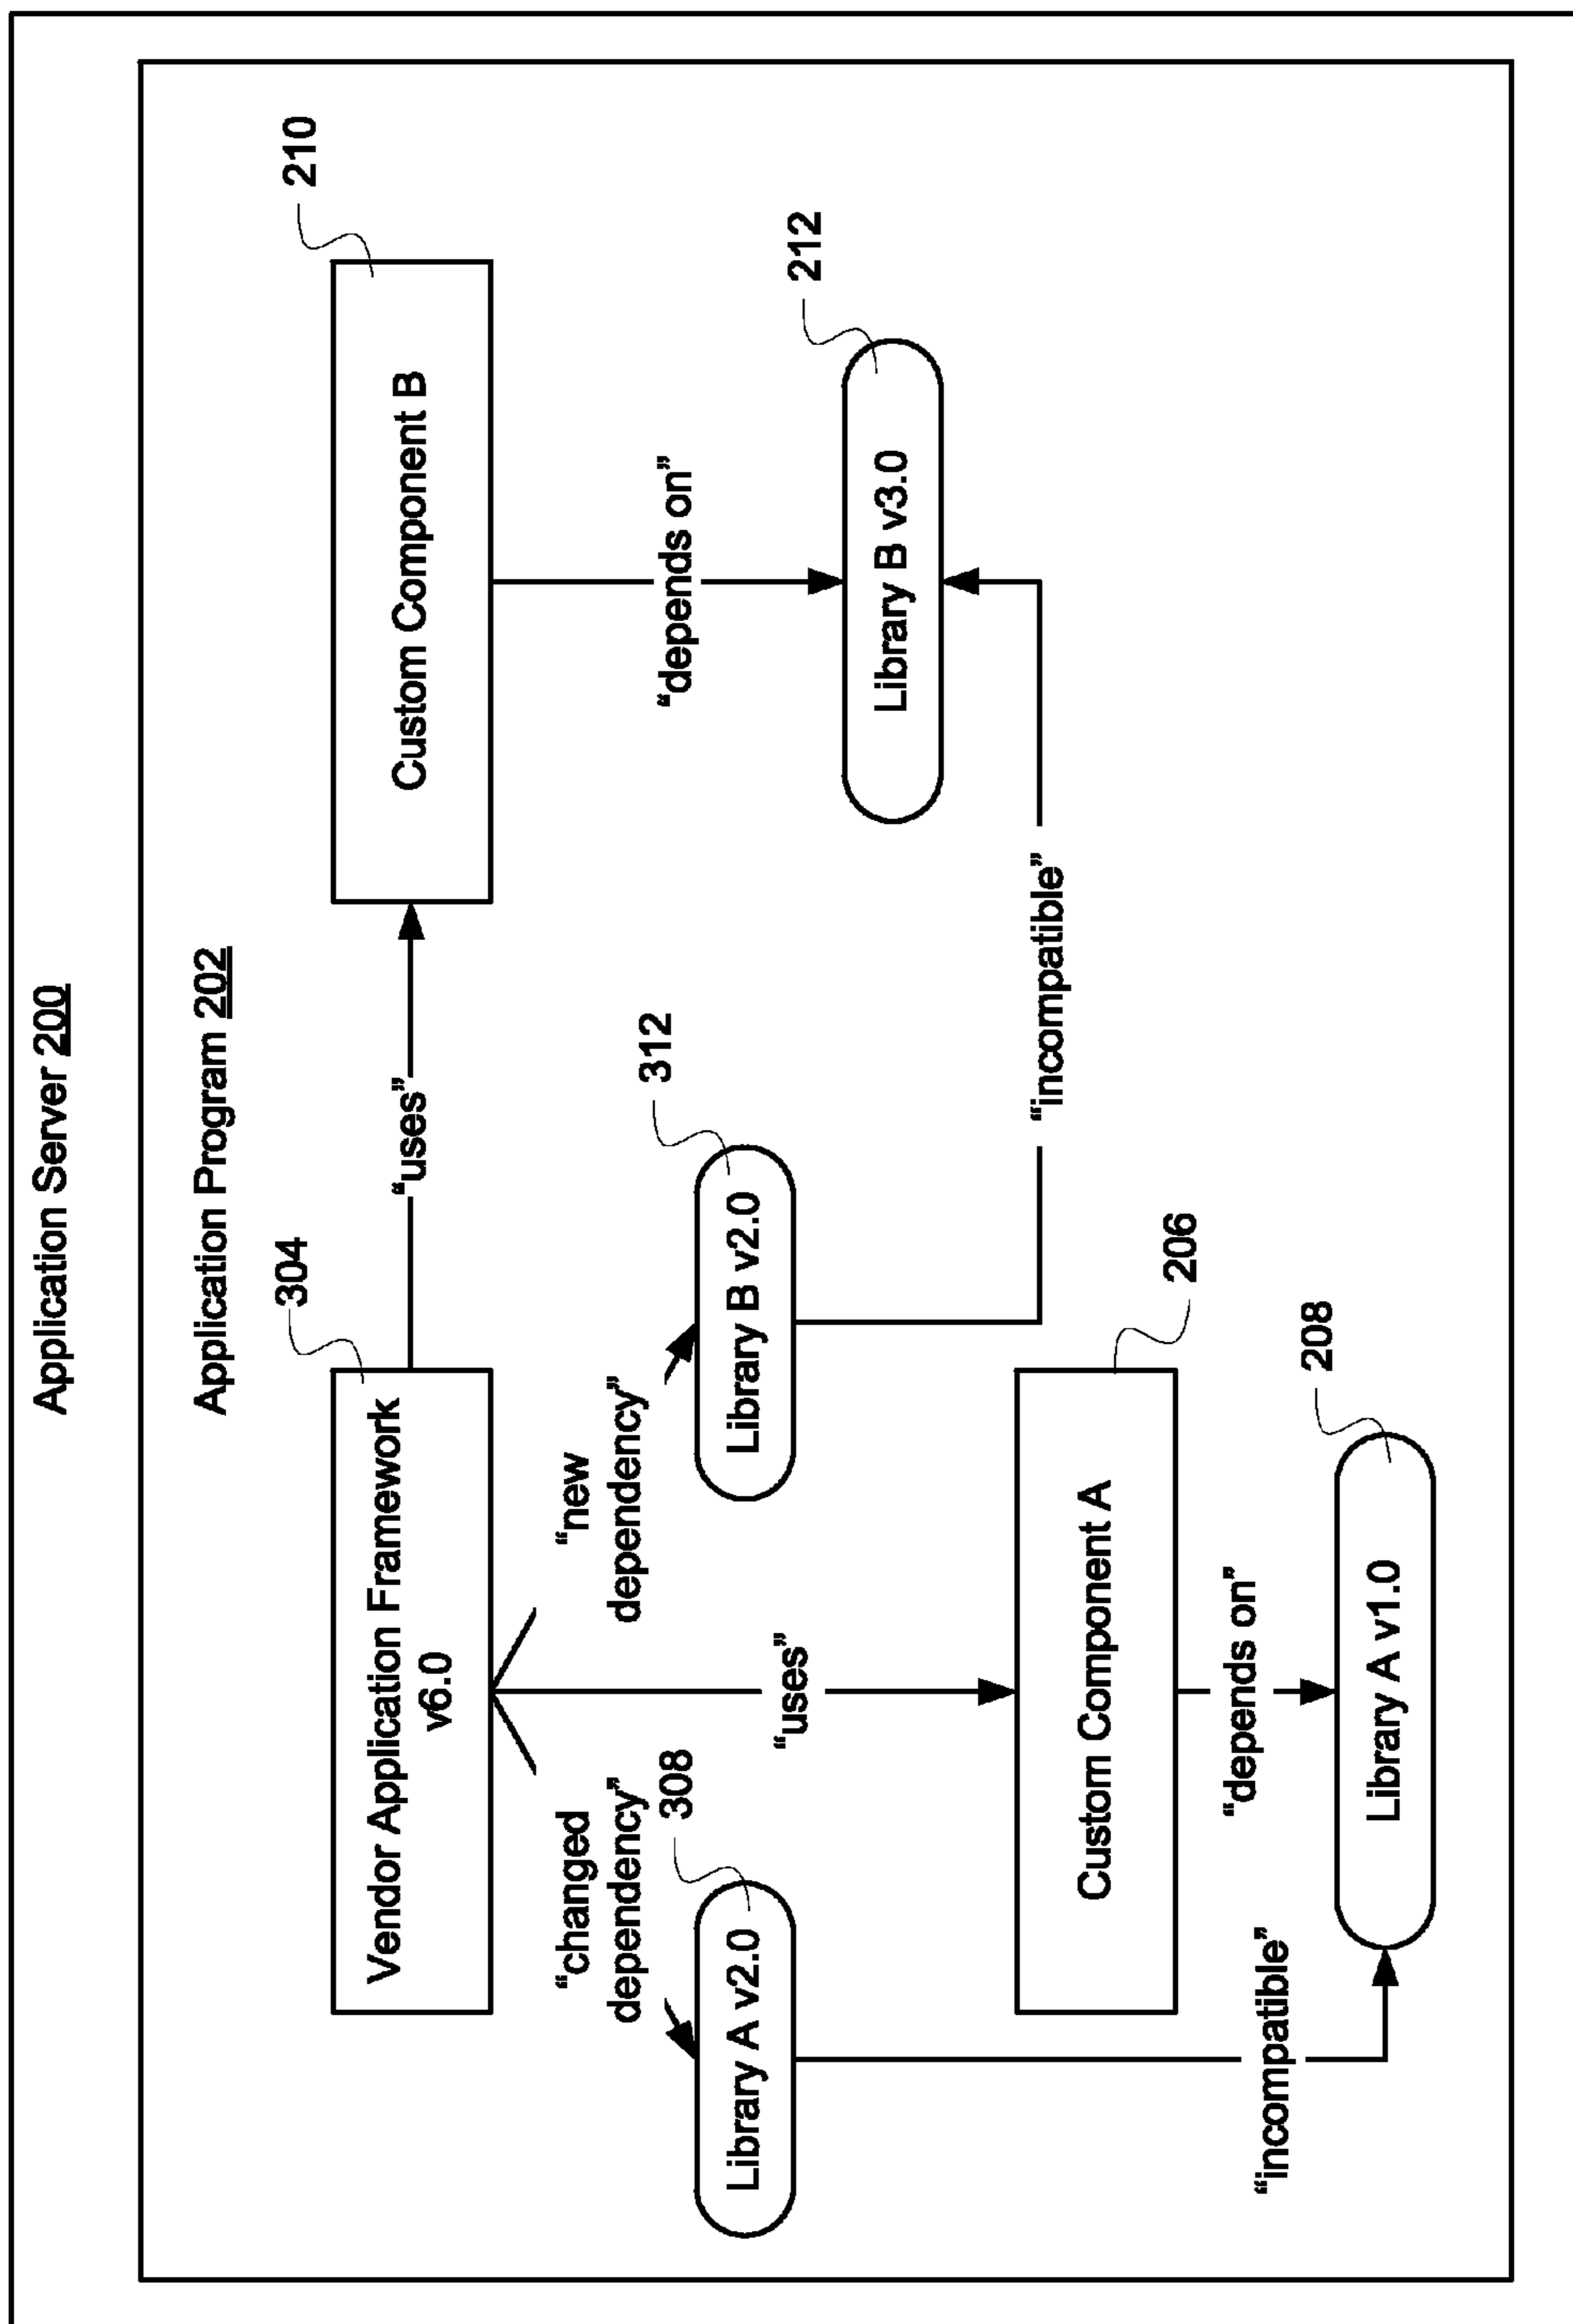 Application Server 200
Application Program 202
304
Vendor Application Framework
v6.0
“uses”
210
Custom Component B
“changed
dependency”
“new
dependency”
“depends on”
308
Library A v2.0
312
Library B v2.0
212
Library B v3.0
“uses”
206
Custom Component A
“incompatible”
“depends on”
“incompatible”
208
Library A v1.0